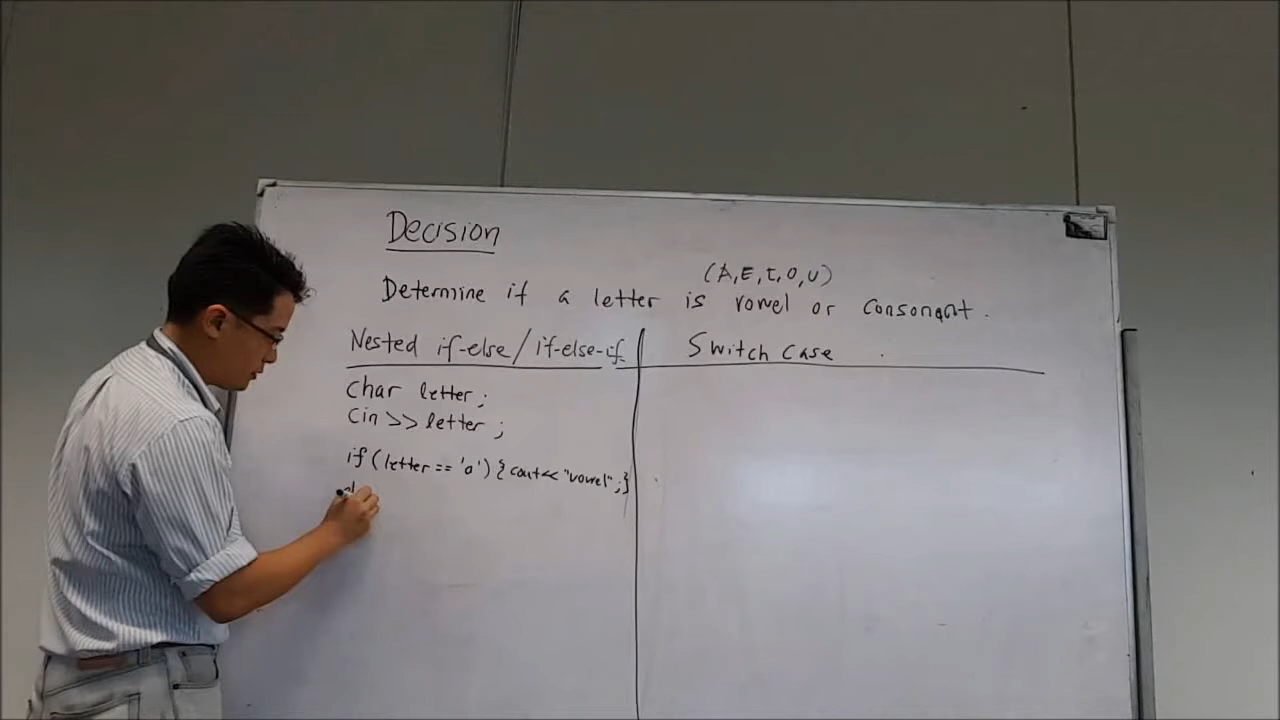 Decision
(A, E, I, O, U)
Determine if a letter is vowel or consonant.
Nested if-else / if-else-if
Switch Case
char letter;
Cin >> letter;
if (letter == 'a') { cout << "vowel"; }
el